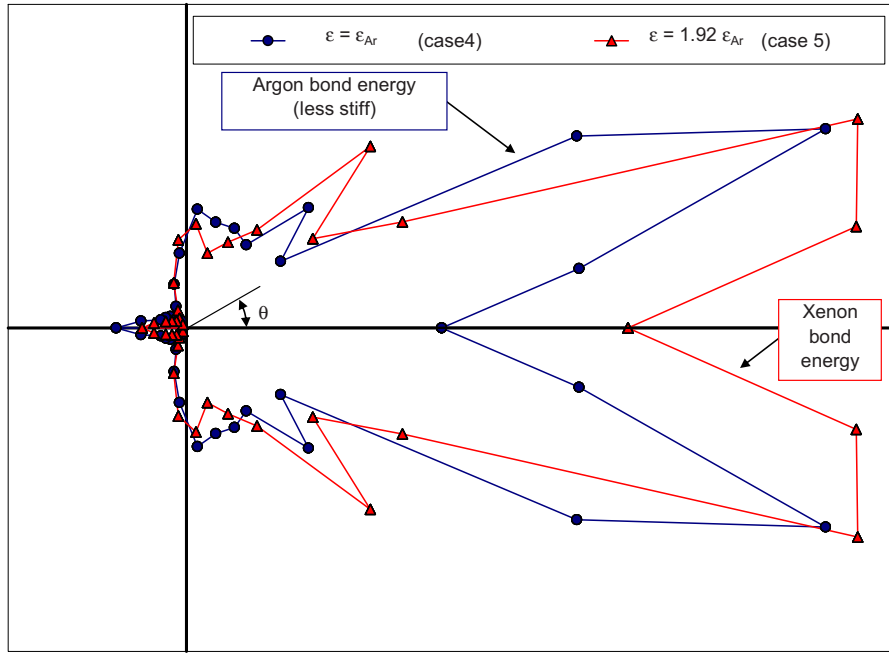 ε = εAr (case4) ε = 1.92 εAr (case 5)
Argon bond energy
(less stiff)
θ
Xenon
bond
energy